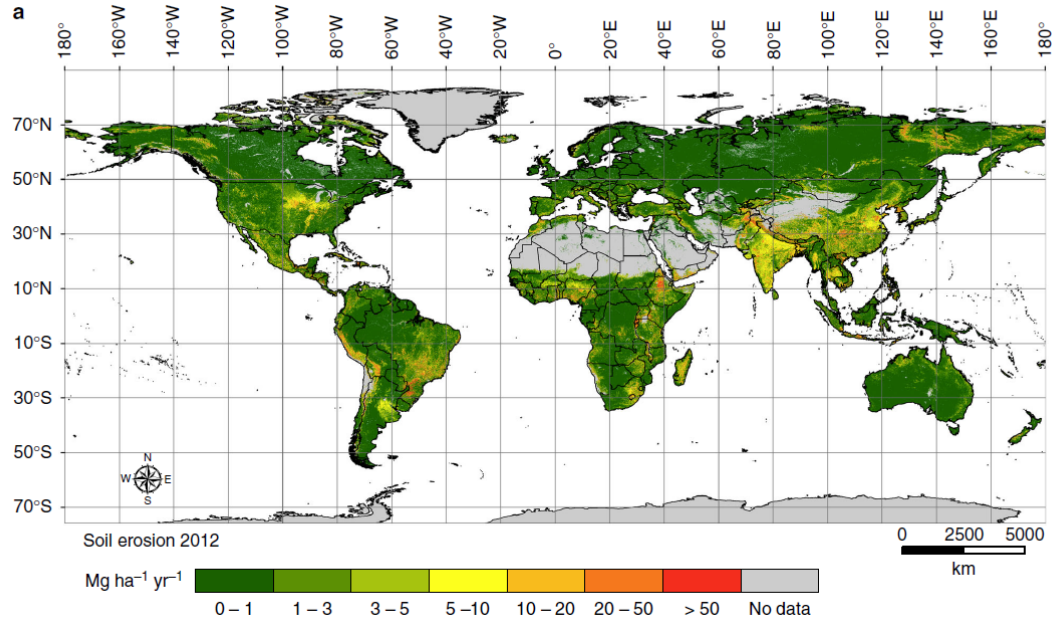 a
180° 140°W 120°W 100°W 80°W 60°W 40°W 20°W 0° 20°E 40°E 60°E 80°E 100°E 120°E 140°E 180°
70°N
50°N
30°N
10°N
10°S
30°S
50°S
70°S
N
W E
S
Soil erosion 2012
0 2500 5000
km
Mg ha⁻¹ yr⁻¹
0 – 1 1 – 3 3 – 5 5 –10 10 – 20 20 – 50 > 50 No data